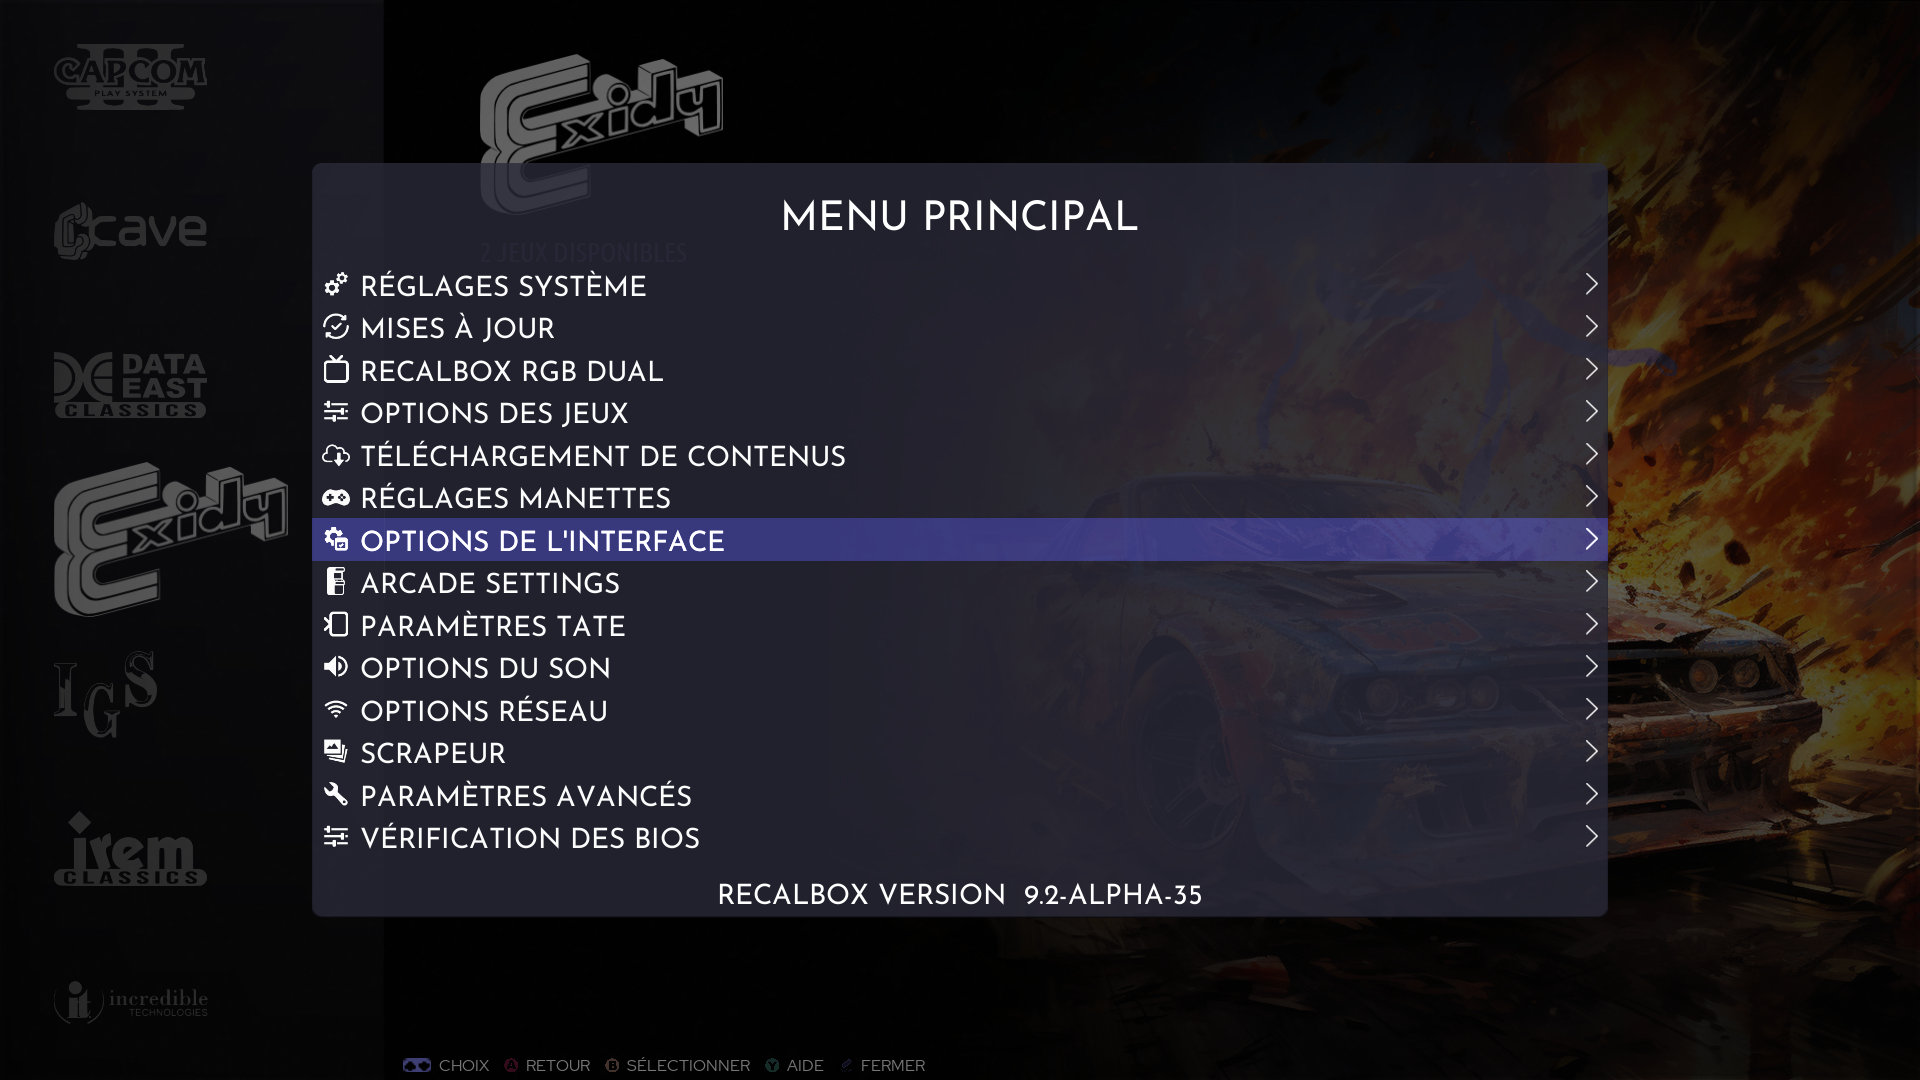 CAPCOM
PLAY SYSTEM
III
cave
DATA
EAST
CLASSICS
Exidy
IGS
irem
CLASSICS
it incredible
TECHNOLOGIES
Exidy
2 JEUX DISPONIBLES
MENU PRINCIPAL
RÉGLAGES SYSTÈME
MISES À JOUR
RECALBOX RGB DUAL
OPTIONS DES JEUX
TÉLÉCHARGEMENT DE CONTENUS
RÉGLAGES MANETTES
OPTIONS DE L'INTERFACE
ARCADE SETTINGS
PARAMÈTRES TATE
OPTIONS DU SON
OPTIONS RÉSEAU
SCRAPEUR
PARAMÈTRES AVANCÉS
VÉRIFICATION DES BIOS
RECALBOX VERSION 9.2-ALPHA-35
CHOIX A RETOUR B SÉLECTIONNER Y AIDE FERMER